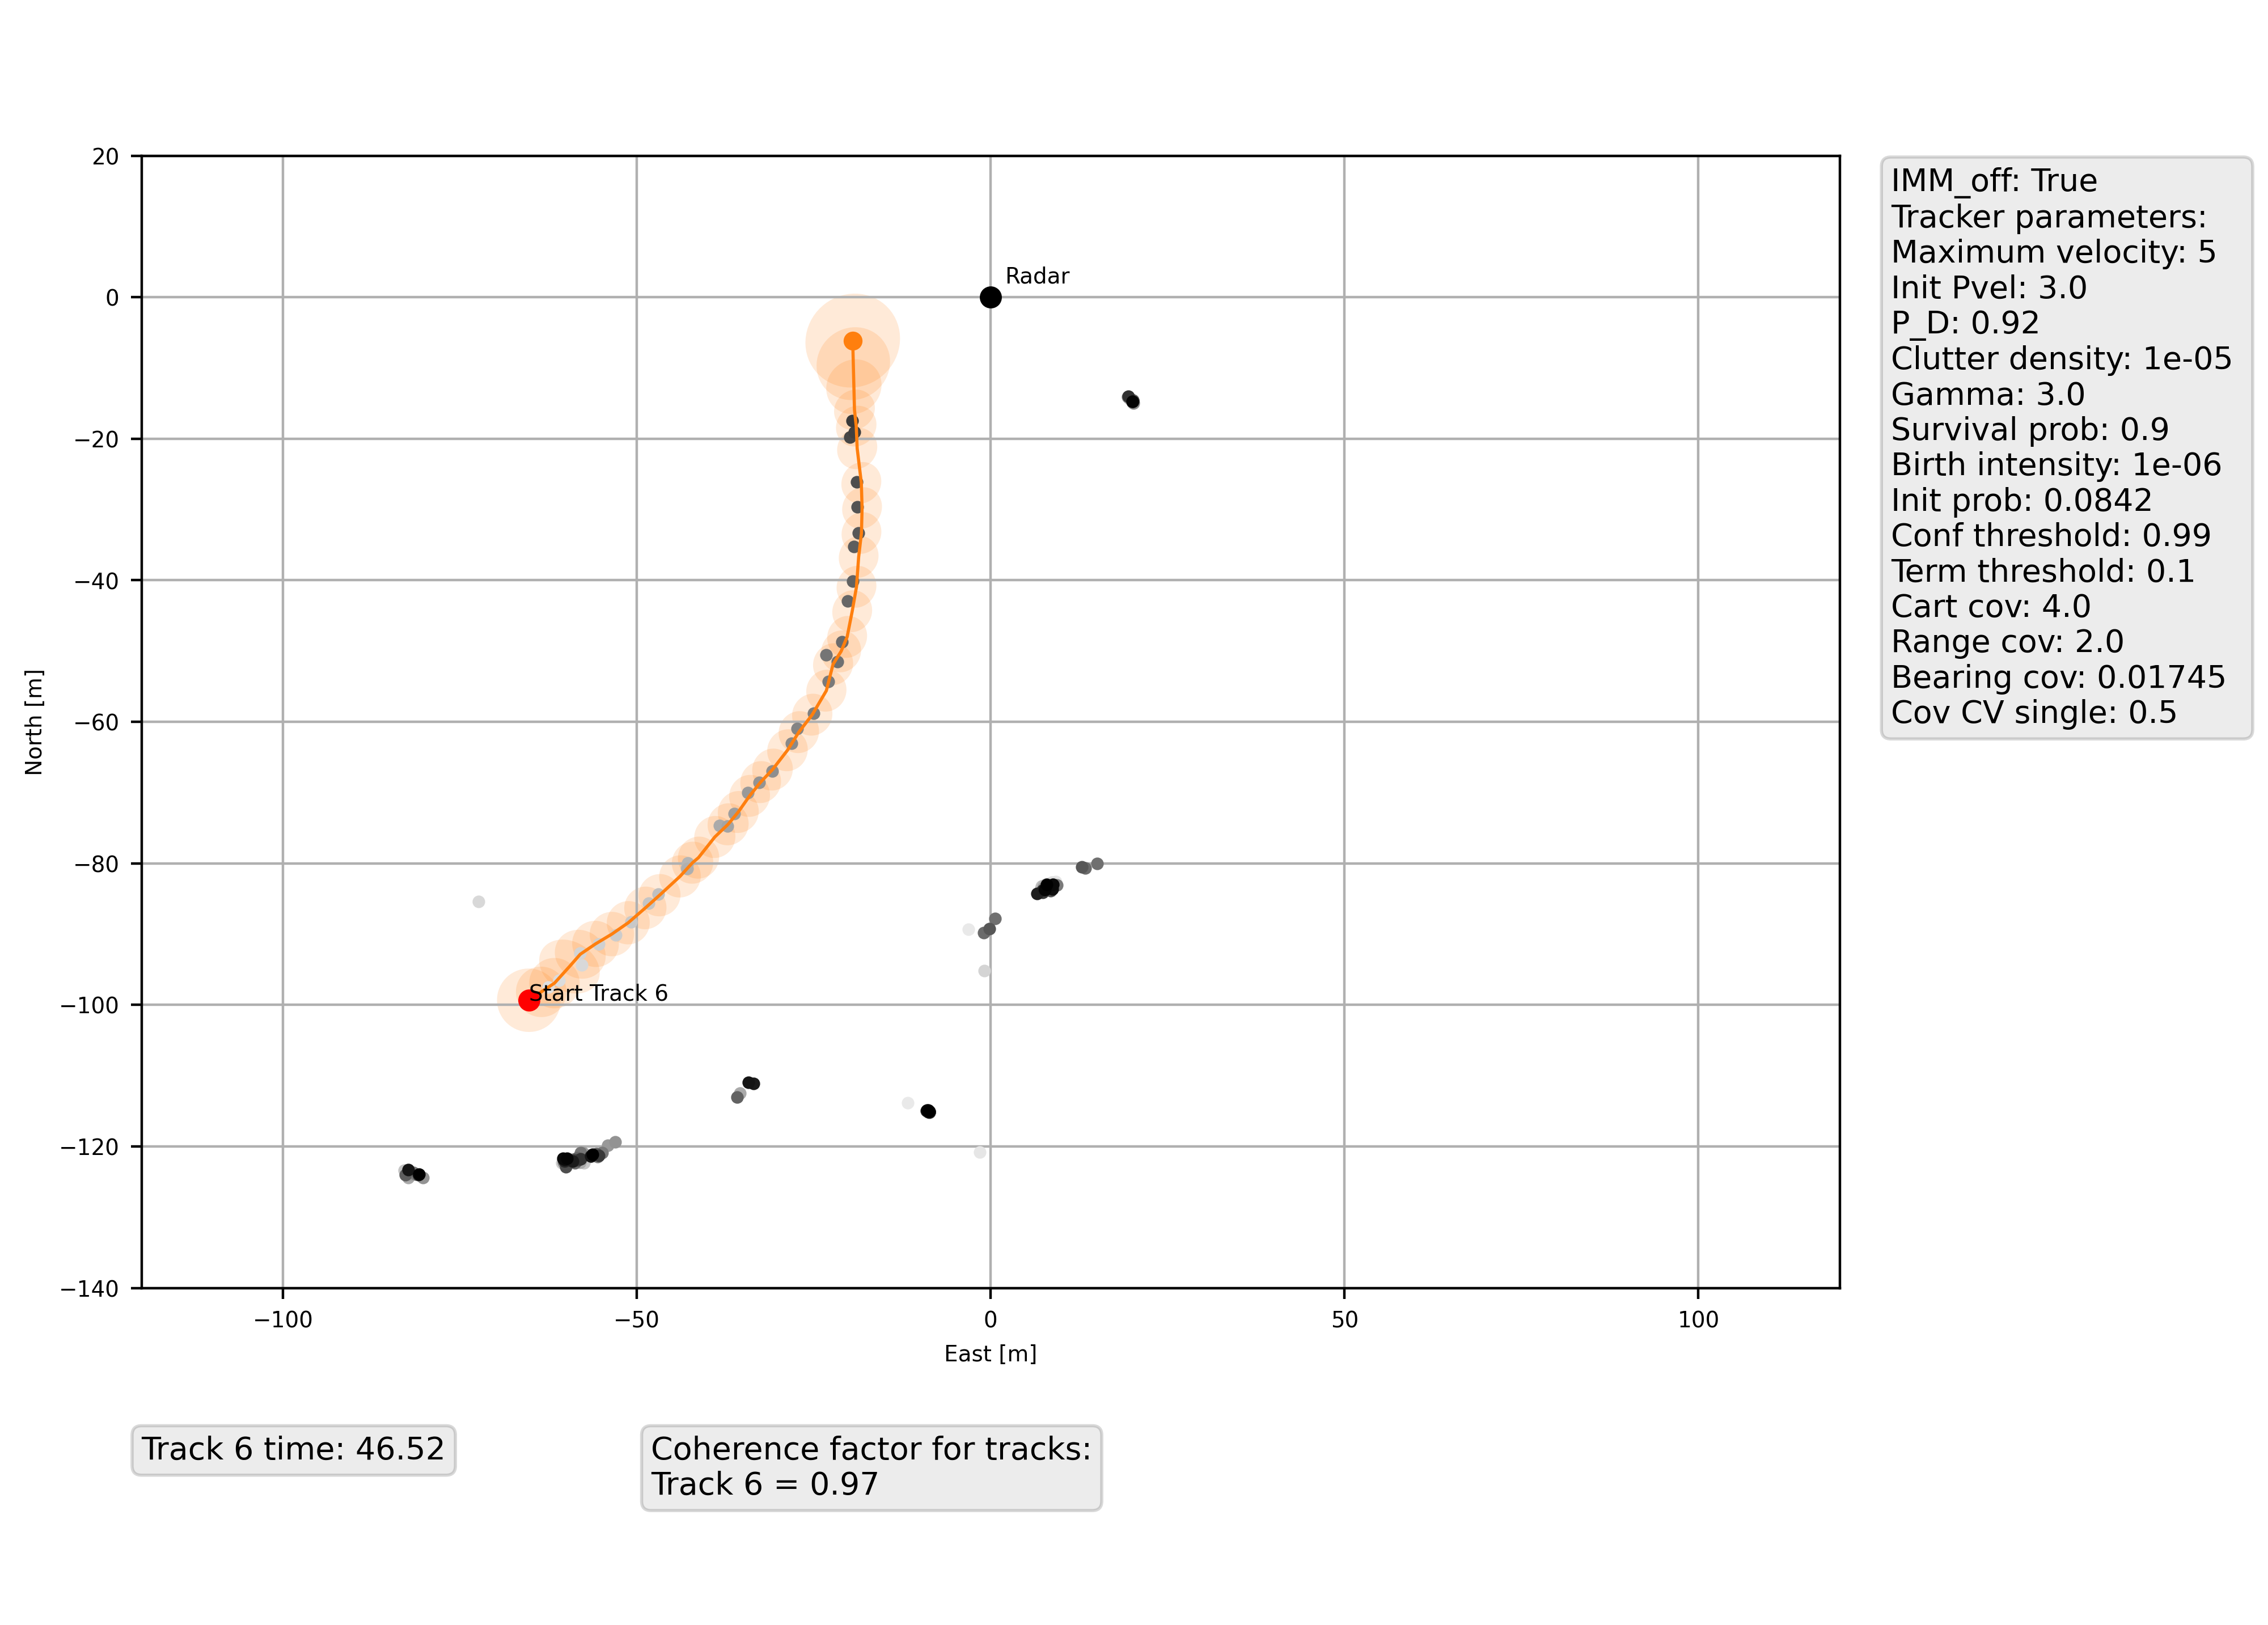 20
0
−20
−40
−60
−80
−100
−120
−140
North [m]
Radar
Start Track 6
−100
−50
0
50
100
East [m]
IMM_off: True
Tracker parameters:
Maximum velocity: 5
Init Pvel: 3.0
P_D: 0.92
Clutter density: 1e-05
Gamma: 3.0
Survival prob: 0.9
Birth intensity: 1e-06
Init prob: 0.0842
Conf threshold: 0.99
Term threshold: 0.1
Cart cov: 4.0
Range cov: 2.0
Bearing cov: 0.01745
Cov CV single: 0.5
Track 6 time: 46.52
Coherence factor for tracks:
Track 6 = 0.97